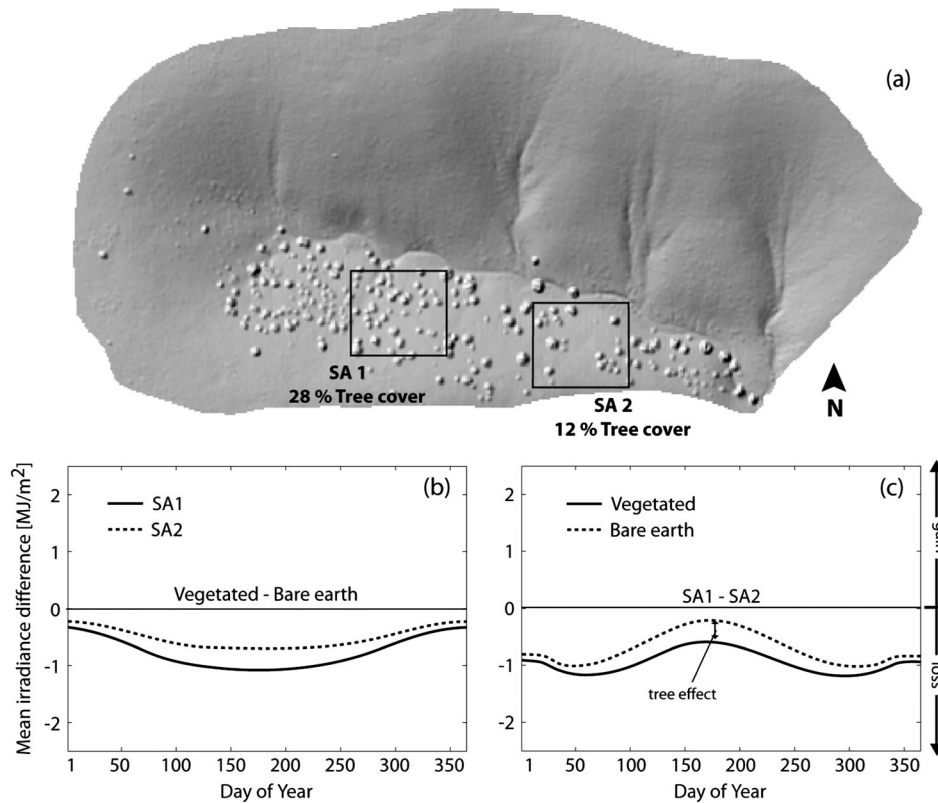 (a)
SA 1
28 % Tree cover
SA 2
12 % Tree cover
N
Mean irradiance difference [MJ/m²]
2
1
0
-1
-2
(b)
SA1
SA2
Vegetated - Bare earth
1 50 100 150 200 250 300 350
Day of Year
2
1
0
-1
-2
(c)
Vegetated
Bare earth
SA1 - SA2
tree effect
1 50 100 150 200 250 300 350
Day of Year